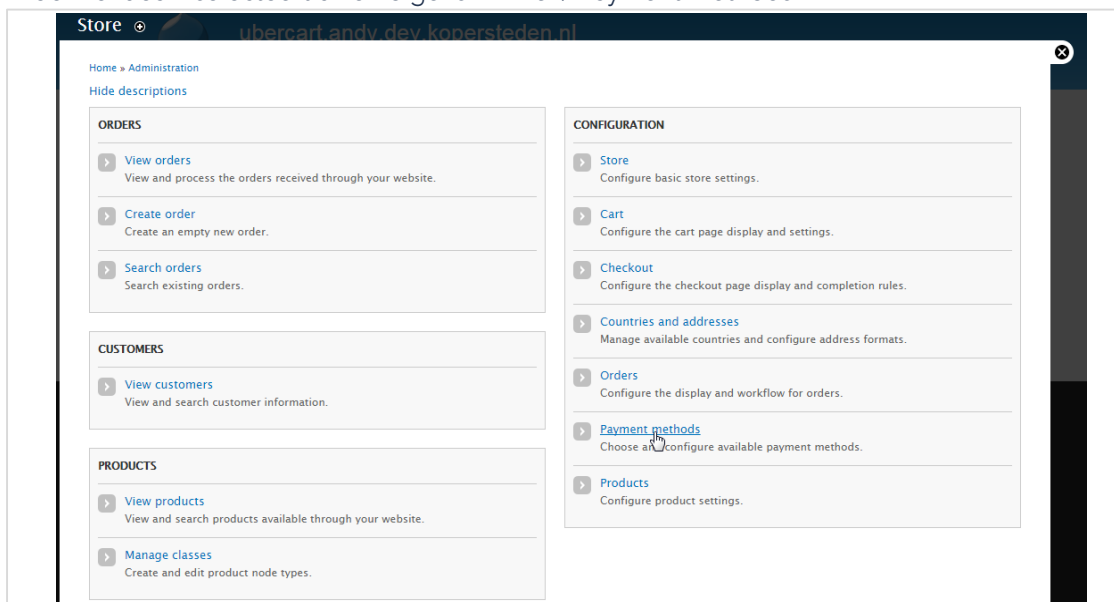 Store
ubercart.andy.dev.kopersteden.nl
Home » Administration
Hide descriptions
ORDERS
View orders
View and process the orders received through your website.
Create order
Create an empty new order.
Search orders
Search existing orders.
CUSTOMERS
View customers
View and search customer information.
PRODUCTS
View products
View and search products available through your website.
Manage classes
Create and edit product node types.
CONFIGURATION
Store
Configure basic store settings.
Cart
Configure the cart page display and settings.
Checkout
Configure the checkout page display and completion rules.
Countries and addresses
Manage available countries and configure address formats.
Orders
Configure the display and workflow for orders.
Payment methods
Choose and configure available payment methods.
Products
Configure product settings.